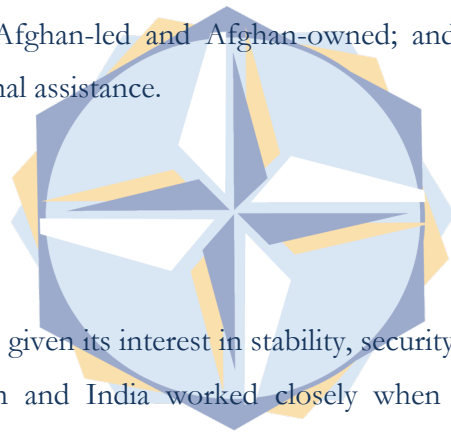 Afghan-led and Afghan-owned; and
nal assistance.
given its interest in stability, security
n and India worked closely when